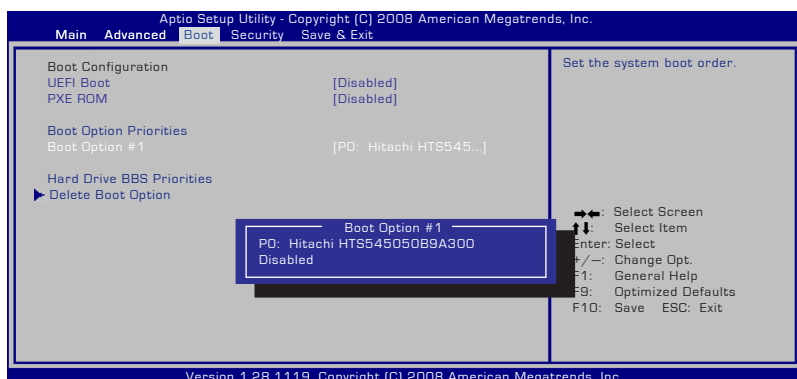 Aptio Setup Utility - Copyright (C) 2008 American Megatrends, Inc.
Main Advanced Boot Security Save & Exit
Boot Configuration
UEFI Boot [Disabled]
PXE ROM [Disabled]
Boot Option Priorities
Boot Option #1 [P0: Hitachi HTS545...]
Hard Drive BBS Priorities
Delete Boot Option
Boot Option #1
P0: Hitachi HTS545050B9A300
Disabled
Set the system boot order.
→←: Select Screen
↑↓: Select Item
Enter: Select
+/—: Change Opt.
F1: General Help
F9: Optimized Defaults
F10: Save ESC: Exit
Version 1.28.1119. Copyright (C) 2008 American Megatrends, Inc.